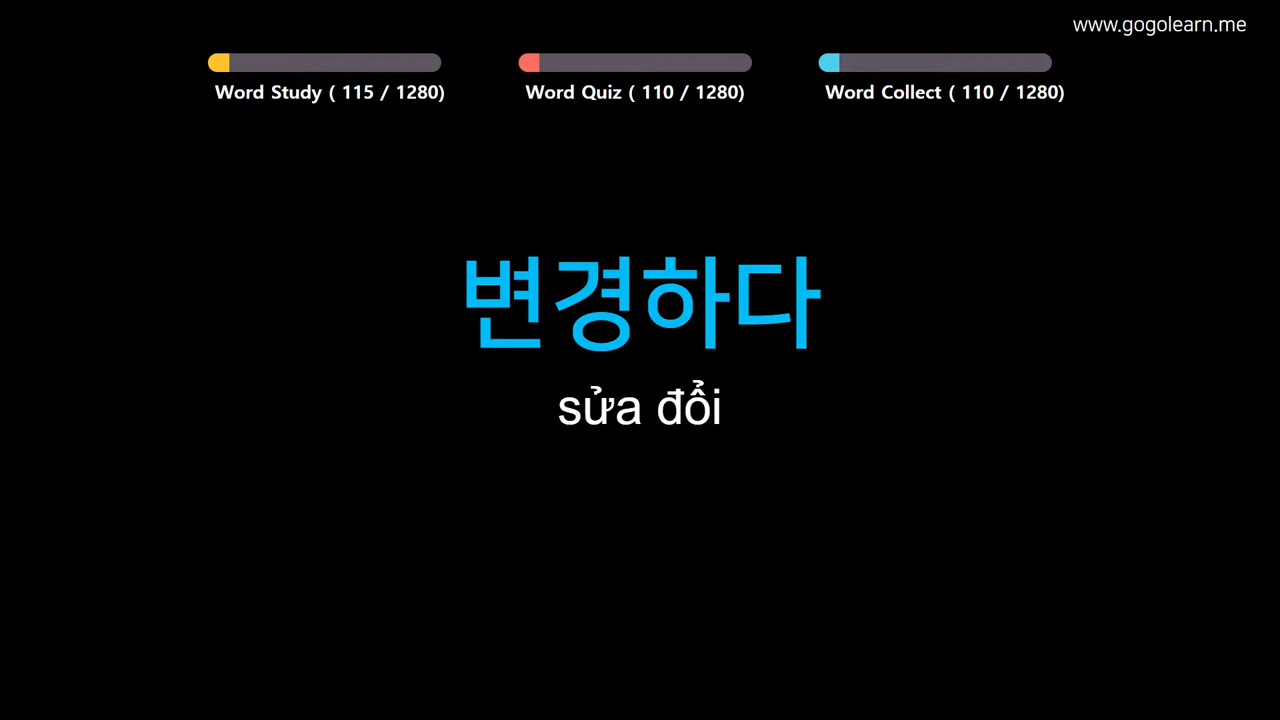 www.gogolearn.me
Word Study ( 115 / 1280)
Word Quiz ( 110 / 1280)
Word Collect ( 110 / 1280)
변경하다
sửa đổi